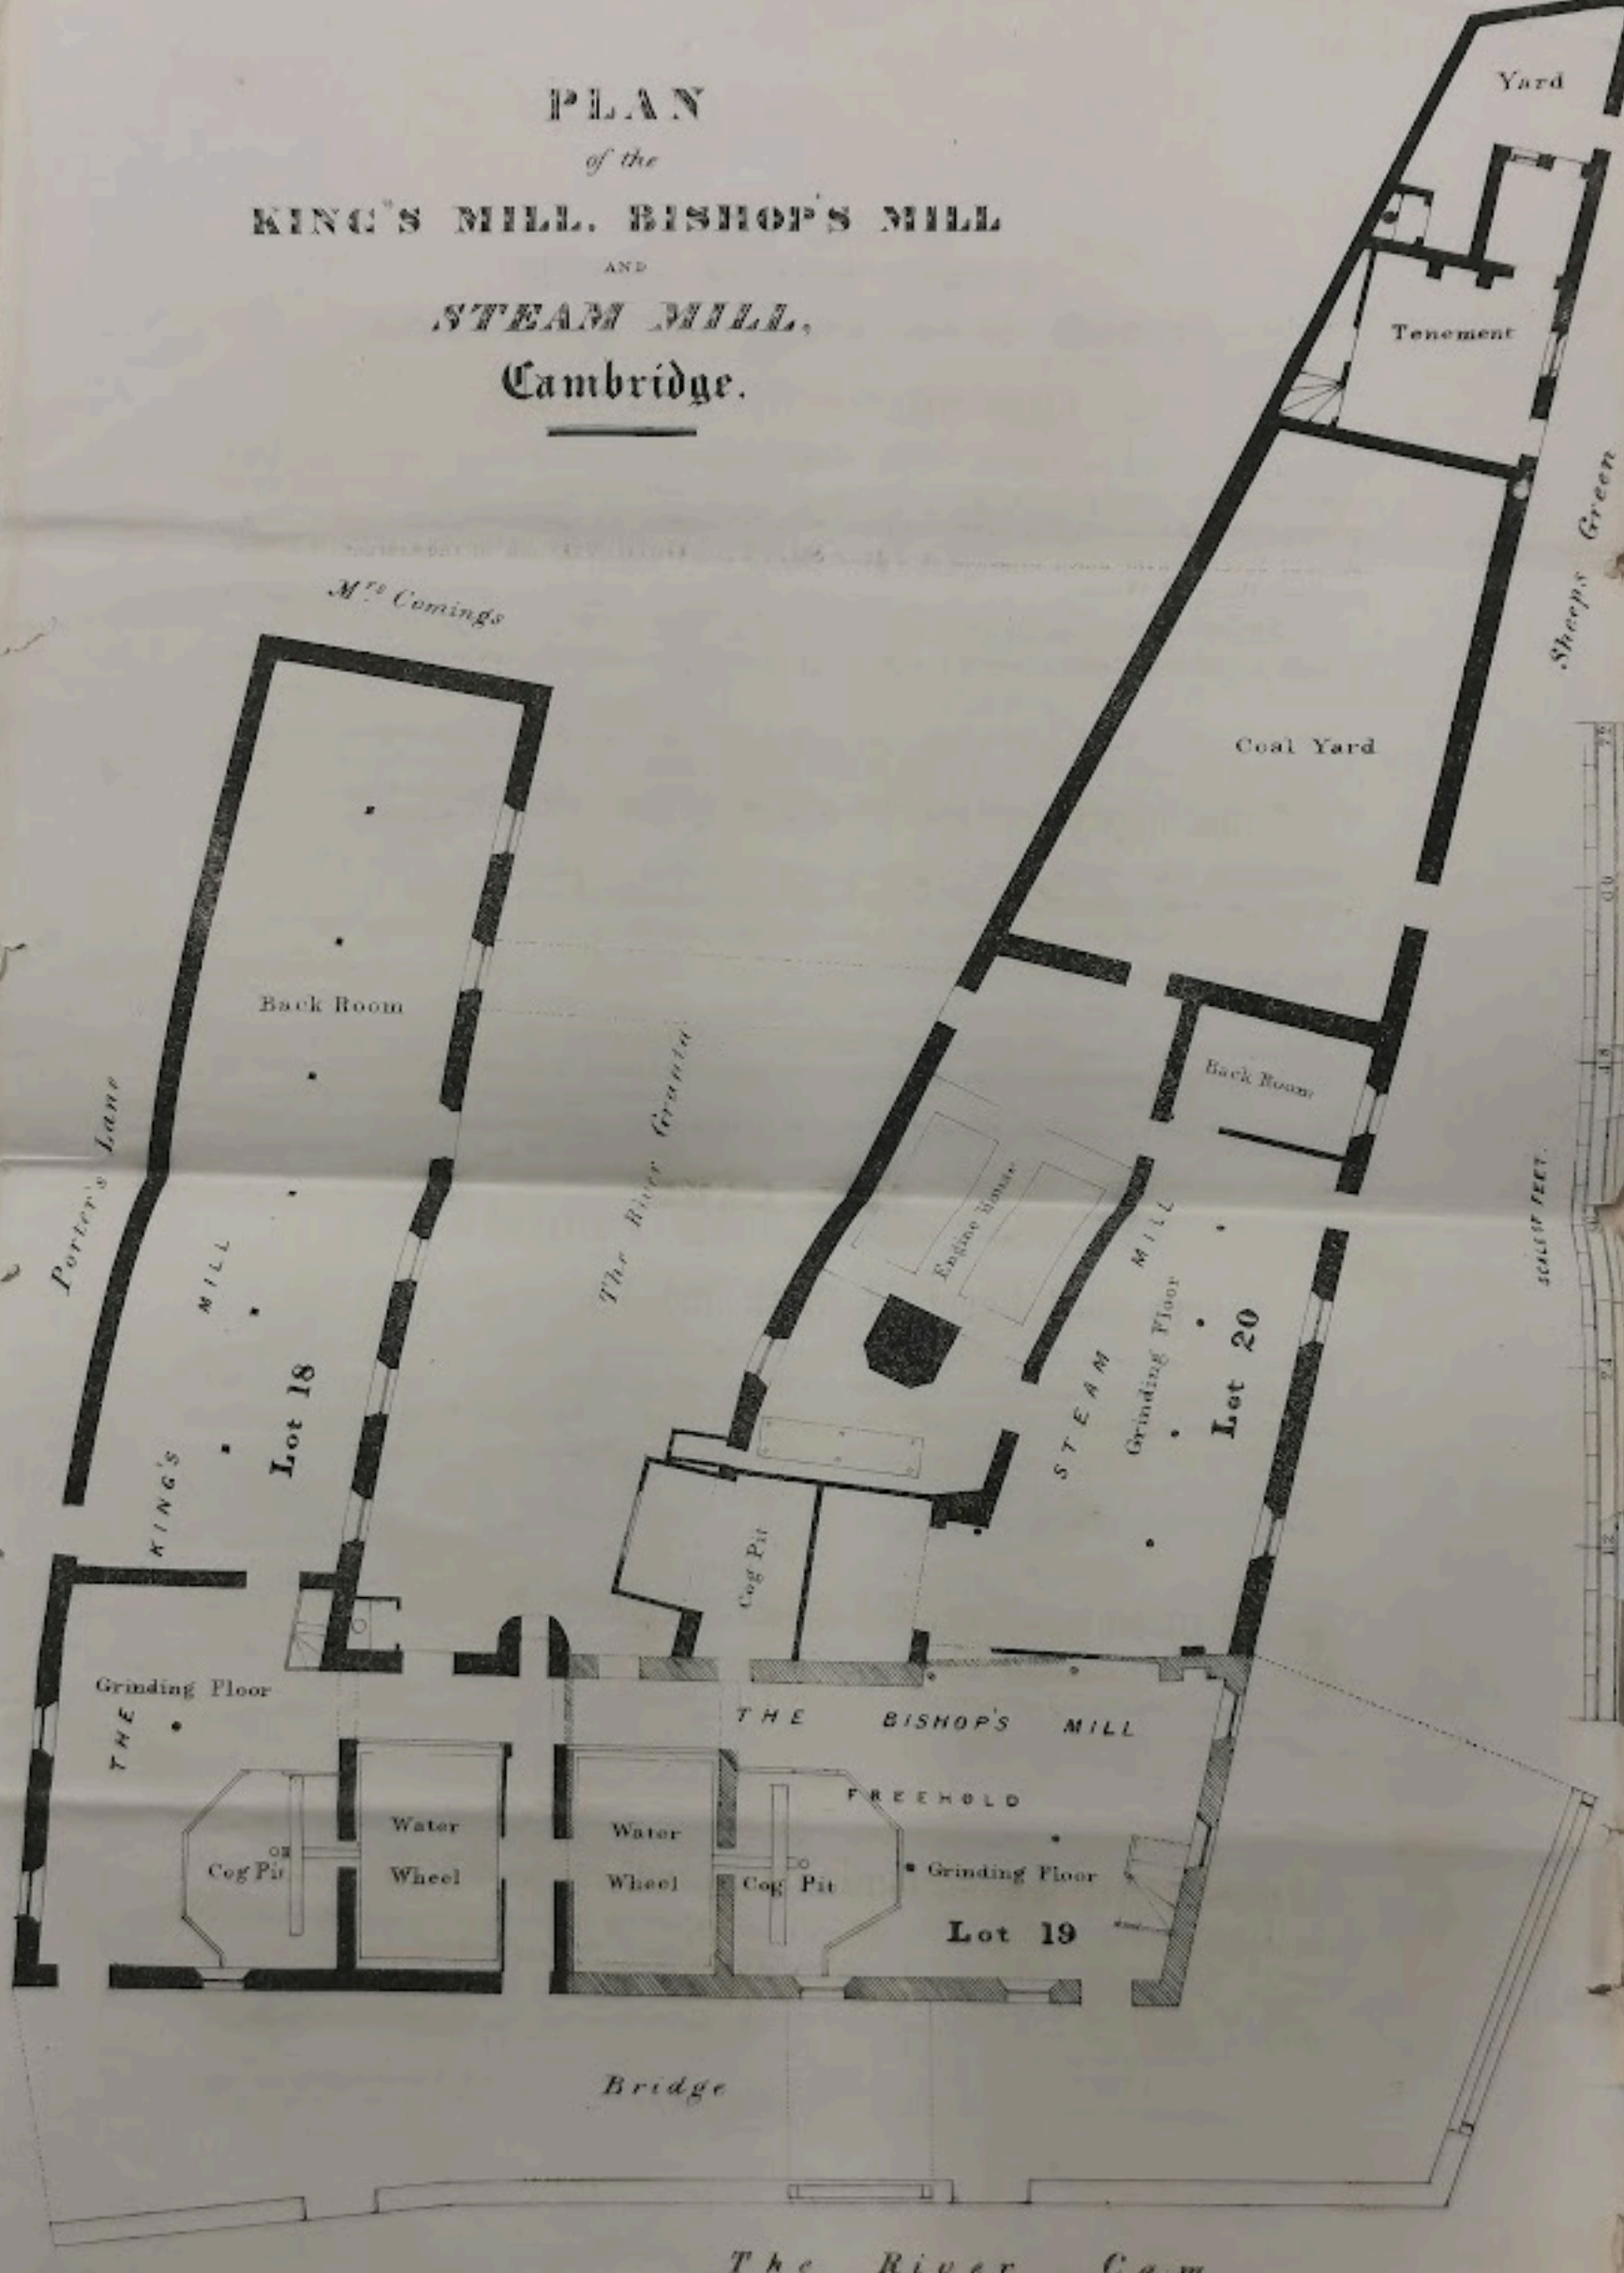 PLAN
of the
KING'S MILL. BISHOP'S MILL
AND
STEAM MILL,
Cambridge.
Yard
Tenement
Sheeps Green
Coal Yard
Mrs Comings
Back Room
Porter's Lane
The River Granta
Back Room
Engine House
STEAM MILL
Grinding Floor
Lot 20
SCALE OF FEET.
24
12
THE KING'S MILL
Lot 18
Cog Pit
Grinding Floor
THE BISHOP'S MILL
FREEHOLD
Cog Pit
Water
Wheel
Water
Wheel
Cog Pit
Grinding Floor
Lot 19
Bridge
The River Cam